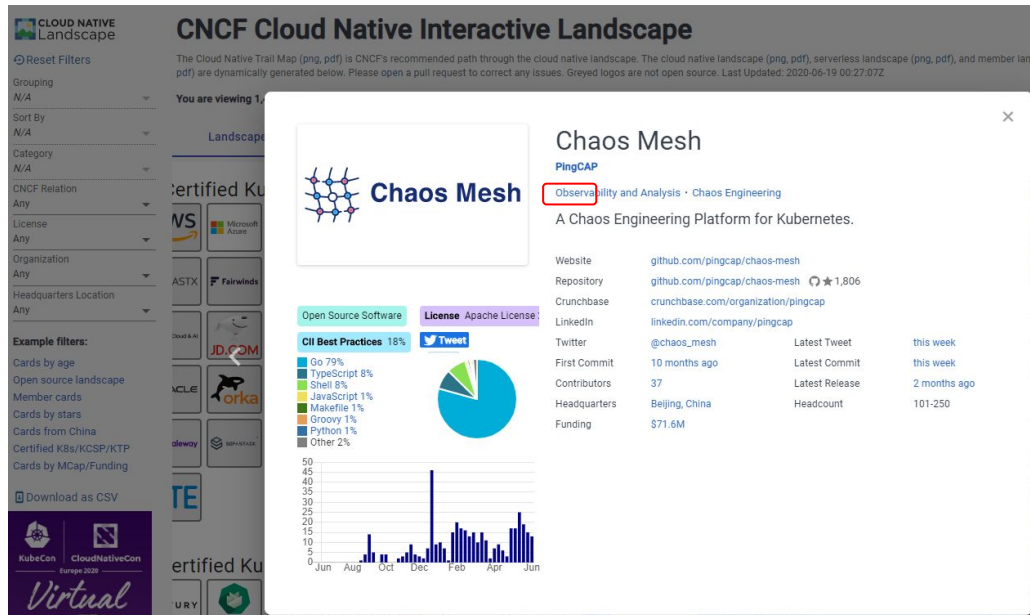 CLOUD NATIVE
Landscape
Reset Filters
Grouping
N/A
Sort By
N/A
Category
N/A
CNCF Relation
Any
License
Any
Organization
Any
Headquarters Location
Any
Example filters:
Cards by age
Open source landscape
Member cards
Cards by stars
Cards from China
Certified K8s/KCSP/KTP
Cards by MCap/Funding
Download as CSV
KubeCon
CloudNativeCon
Europe 2020
Virtual
CNCF Cloud Native Interactive Landscape
The Cloud Native Trail Map (png, pdf) is CNCF's recommended path through the cloud native landscape. The cloud native landscape (png, pdf), serverless landscape (png, pdf), and member lan
pdf) are dynamically generated below. Please open a pull request to correct any issues. Greyed logos are not open source. Last Updated: 2020-06-19 00:27:07Z
You are viewing 1,
Landscape
ertified Ku
WS
Microsoft
Azure
ASTX
Fairwinds
Cloud & AI
JD.COM
ACLE
orka
aleway
SOFASTACK
TE
ertified Ku
URY
Chaos Mesh
Open Source Software
License Apache License
CII Best Practices 18%
Tweet
Go 79%
TypeScript 8%
Shell 8%
JavaScript 1%
Makefile 1%
Groovy 1%
Python 1%
Other 2%
50
45
40
35
30
25
20
15
10
5
0
Jun Aug Oct Dec Feb Apr Jun
Chaos Mesh
PingCAP
Observability and Analysis • Chaos Engineering
A Chaos Engineering Platform for Kubernetes.
Website github.com/pingcap/chaos-mesh
Repository github.com/pingcap/chaos-mesh 1,806
Crunchbase crunchbase.com/organization/pingcap
LinkedIn linkedin.com/company/pingcap
Twitter @chaos_mesh Latest Tweet this week
First Commit 10 months ago Latest Commit this week
Contributors 37 Latest Release 2 months ago
Headquarters Beijing, China Headcount 101-250
Funding $71.6M